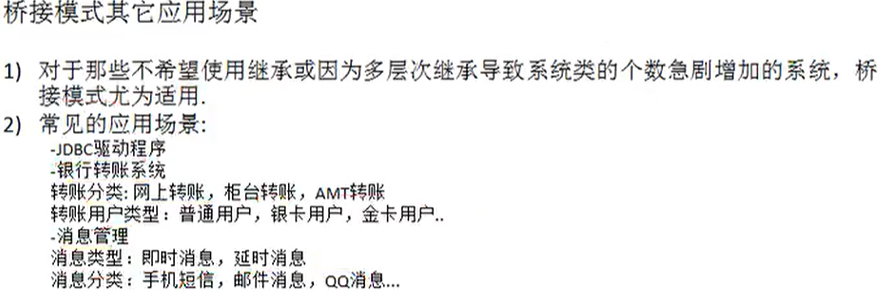 桥接模式其它应用场景
1) 对于那些不希望使用继承或因为多层次继承导致系统类的个数急剧增加的系统，桥
接模式尤为适用.
2) 常见的应用场景:
-JDBC驱动程序
-银行转账系统
转账分类: 网上转账，柜台转账，AMT转账
转账用户类型：普通用户，银卡用户，金卡用户..
-消息管理
消息类型：即时消息，延时消息
消息分类：手机短信，邮件消息，QQ消息...